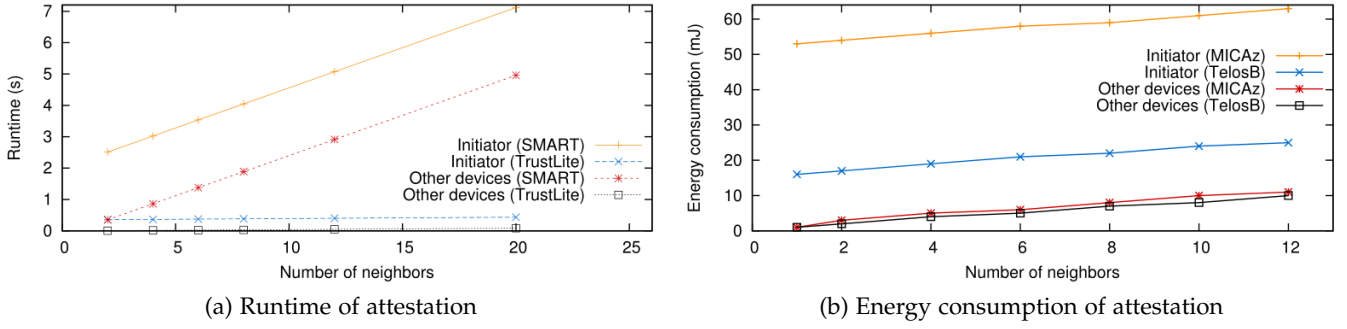 7
6
5
4
3
2
1
0
Runtime (s)
Initiator (SMART)
Initiator (TrustLite)
Other devices (SMART)
Other devices (TrustLite)
0 5 10 15 20 25
Number of neighbors
(a) Runtime of attestation
60
50
40
30
20
10
0
Energy consumption (mJ)
Initiator (MICAz)
Initiator (TelosB)
Other devices (MICAz)
Other devices (TelosB)
0 2 4 6 8 10 12
Number of neighbors
(b) Energy consumption of attestation